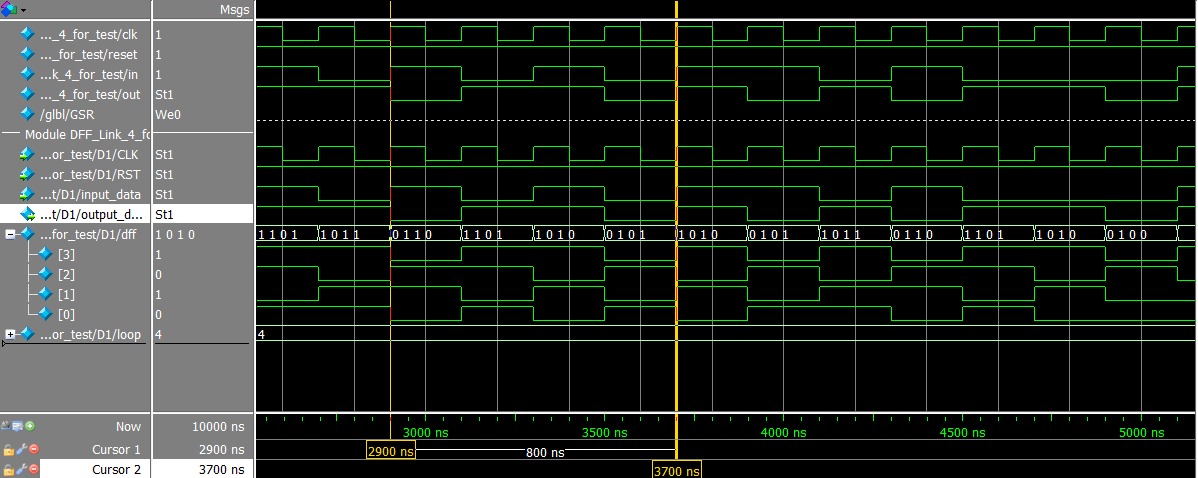 Msgs
..._4_for_test/clk 1
..._for_test/reset 1
...k_4_for_test/in 1
..._4_for_test/out St1
/glbl/GSR We0
Module DFF_Link_4_fo
...or_test/D1/CLK St1
...or_test/D1/RST St1
...t/D1/input_data St1
...t/D1/output_d... St1
...for_test/D1/dff 1 0 1 0 1 1 0 1 1 0 1 1 0 1 1 0 1 1 0 1 1 0 1 0 0 1 0 1 1 0 1 0 0 1 0 1 1 0 1 1 0 1 1 0 1 1 0 1 1 0 1 0 0 1 0 0
[3] 1
[2] 0
[1] 1
[0] 0
...or_test/D1/loop 4 4
Now 10000 ns 3000 ns 3500 ns 4000 ns 4500 ns 5000 ns
Cursor 1 2900 ns 2900 ns 800 ns
Cursor 2 3700 ns 3700 ns